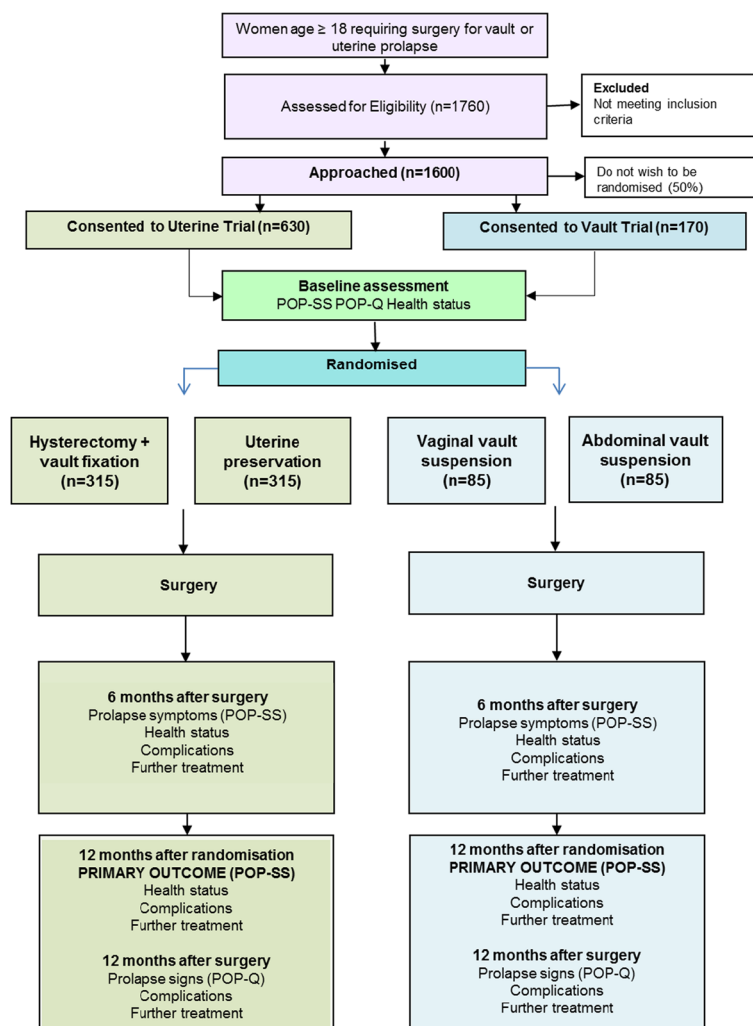 Women age ≥ 18 requiring surgery for vault or
uterine prolapse
Assessed for Eligibility (n=1760)
Excluded
Not meeting inclusion
criteria
Approached (n=1600)
Do not wish to be
randomised (50%)
Consented to Uterine Trial (n=630)
Consented to Vault Trial (n=170)
Baseline assessment
POP-SS POP-Q Health status
Randomised
Hysterectomy +
vault fixation
(n=315)
Uterine
preservation
(n=315)
Vaginal vault
suspension
(n=85)
Abdominal vault
suspension
(n=85)
Surgery
Surgery
6 months after surgery
Prolapse symptoms (POP-SS)
Health status
Complications
Further treatment
6 months after surgery
Prolapse symptoms (POP-SS)
Health status
Complications
Further treatment
12 months after randomisation
PRIMARY OUTCOME (POP-SS)
Health status
Complications
Further treatment
12 months after surgery
Prolapse signs (POP-Q)
Complications
Further treatment
12 months after randomisation
PRIMARY OUTCOME (POP-SS)
Health status
Complications
Further treatment
12 months after surgery
Prolapse signs (POP-Q)
Complications
Further treatment